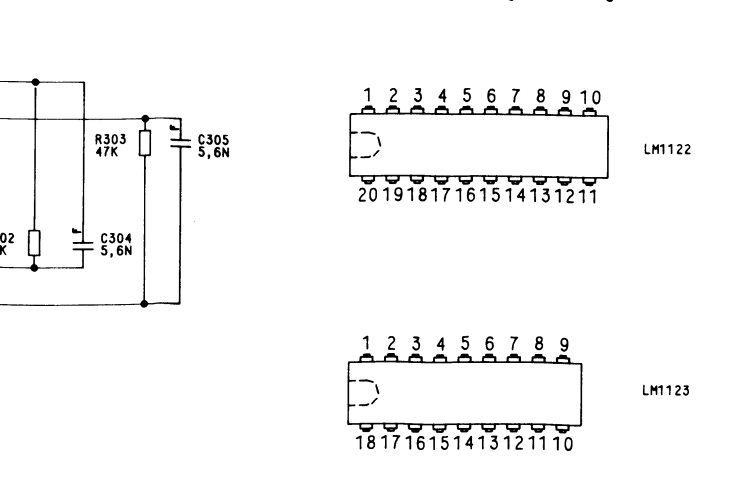 1 2 3 4 5 6 7 8 9 10
R303
47K
C305
5,6N
LM1122
20 19 18 17 16 15 14 13 12 11
02
K
C304
5,6N
1 2 3 4 5 6 7 8 9
LM1123
18 17 16 15 14 13 12 11 10